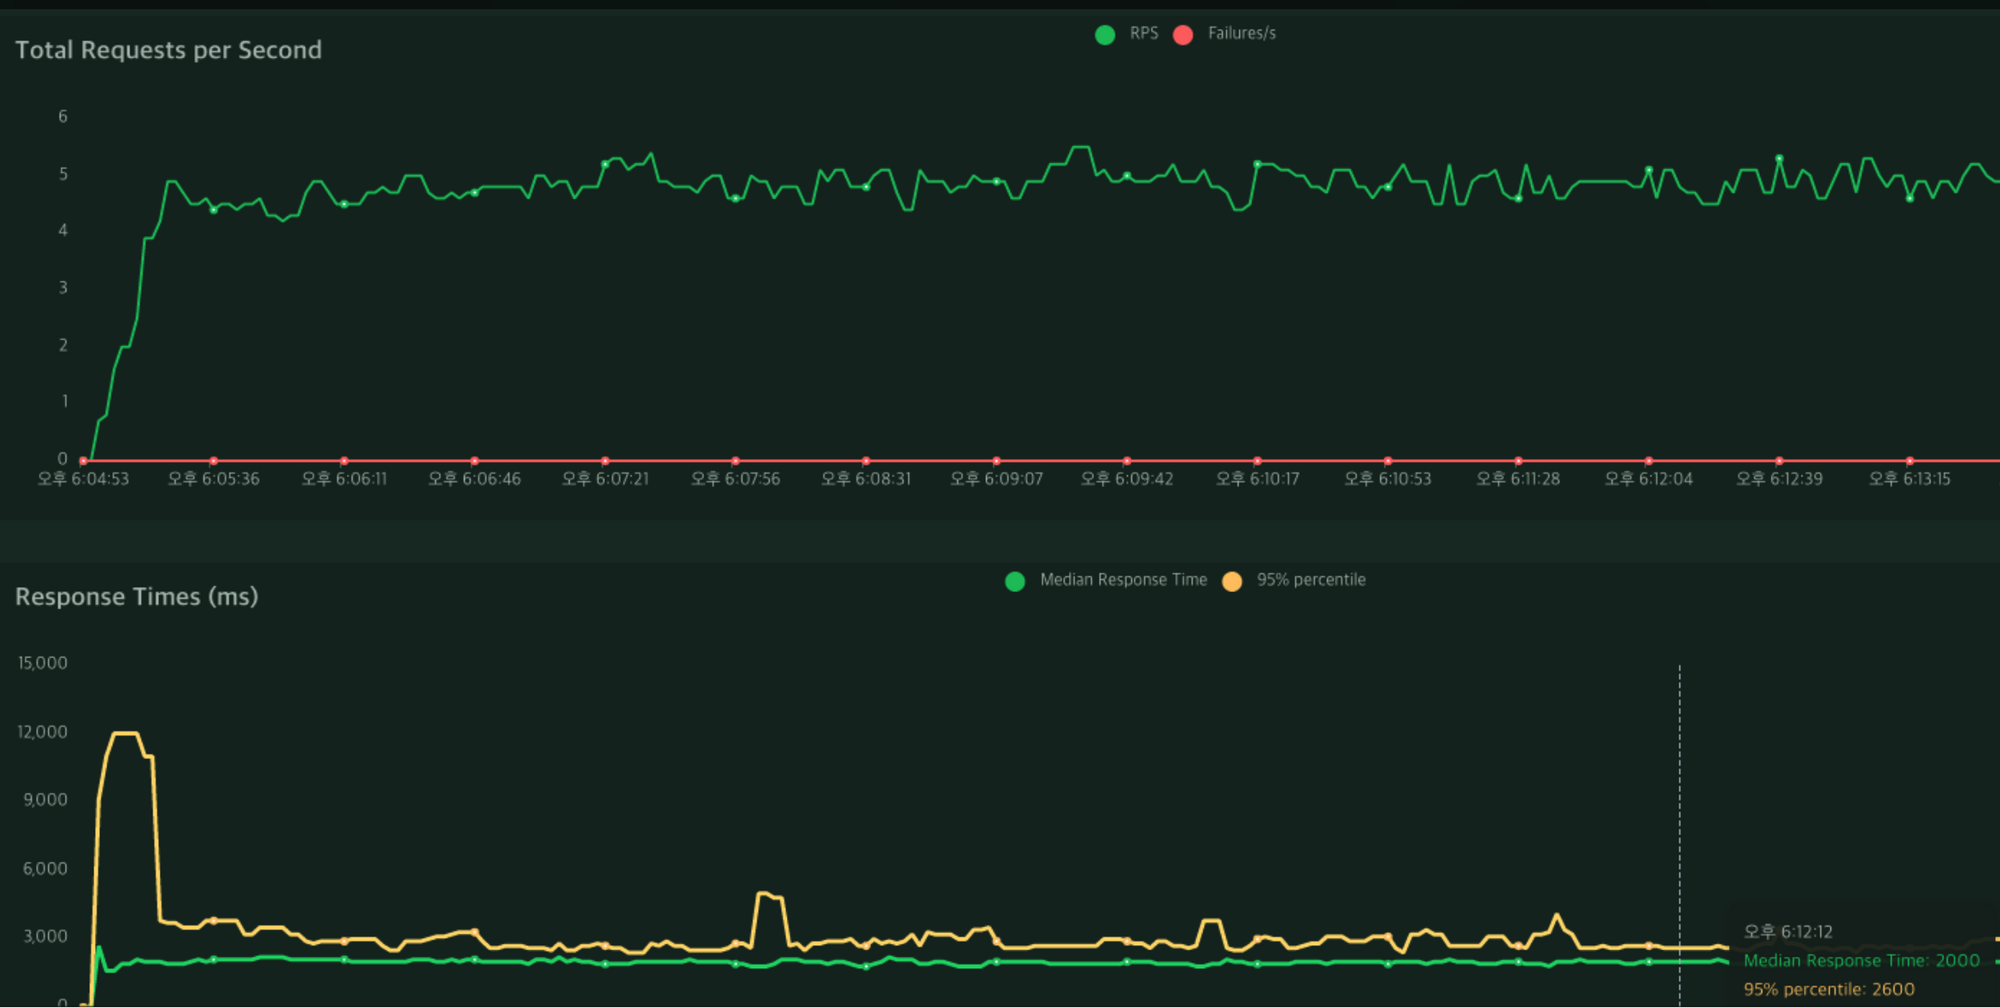 RPS Failures/s
Total Requests per Second
6
5
4
3
2
1
0
오후 6:04:53 오후 6:05:36 오후 6:06:11 오후 6:06:46 오후 6:07:21 오후 6:07:56 오후 6:08:31 오후 6:09:07 오후 6:09:42 오후 6:10:17 오후 6:10:53 오후 6:11:28 오후 6:12:04 오후 6:12:39 오후 6:13:15
Median Response Time 95% percentile
Response Times (ms)
15,000
12,000
9,000
6,000
3,000
0
오후 6:12:12
Median Response Time: 2000
95% percentile: 2600